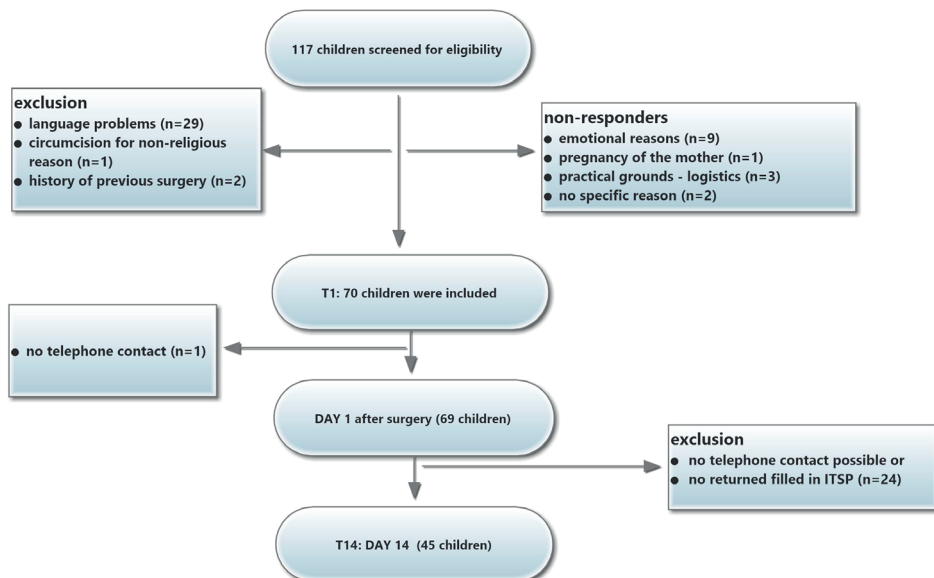 117 children screened for eligibility
exclusion
● language problems (n=29)
● circumcision for non-religious
reason (n=1)
● history of previous surgery (n=2)
non-responders
● emotional reasons (n=9)
● pregnancy of the mother (n=1)
● practical grounds - logistics (n=3)
● no specific reason (n=2)
T1: 70 children were included
● no telephone contact (n=1)
DAY 1 after surgery (69 children)
exclusion
● no telephone contact possible or
● no returned filled in ITSP (n=24)
T14: DAY 14 (45 children)